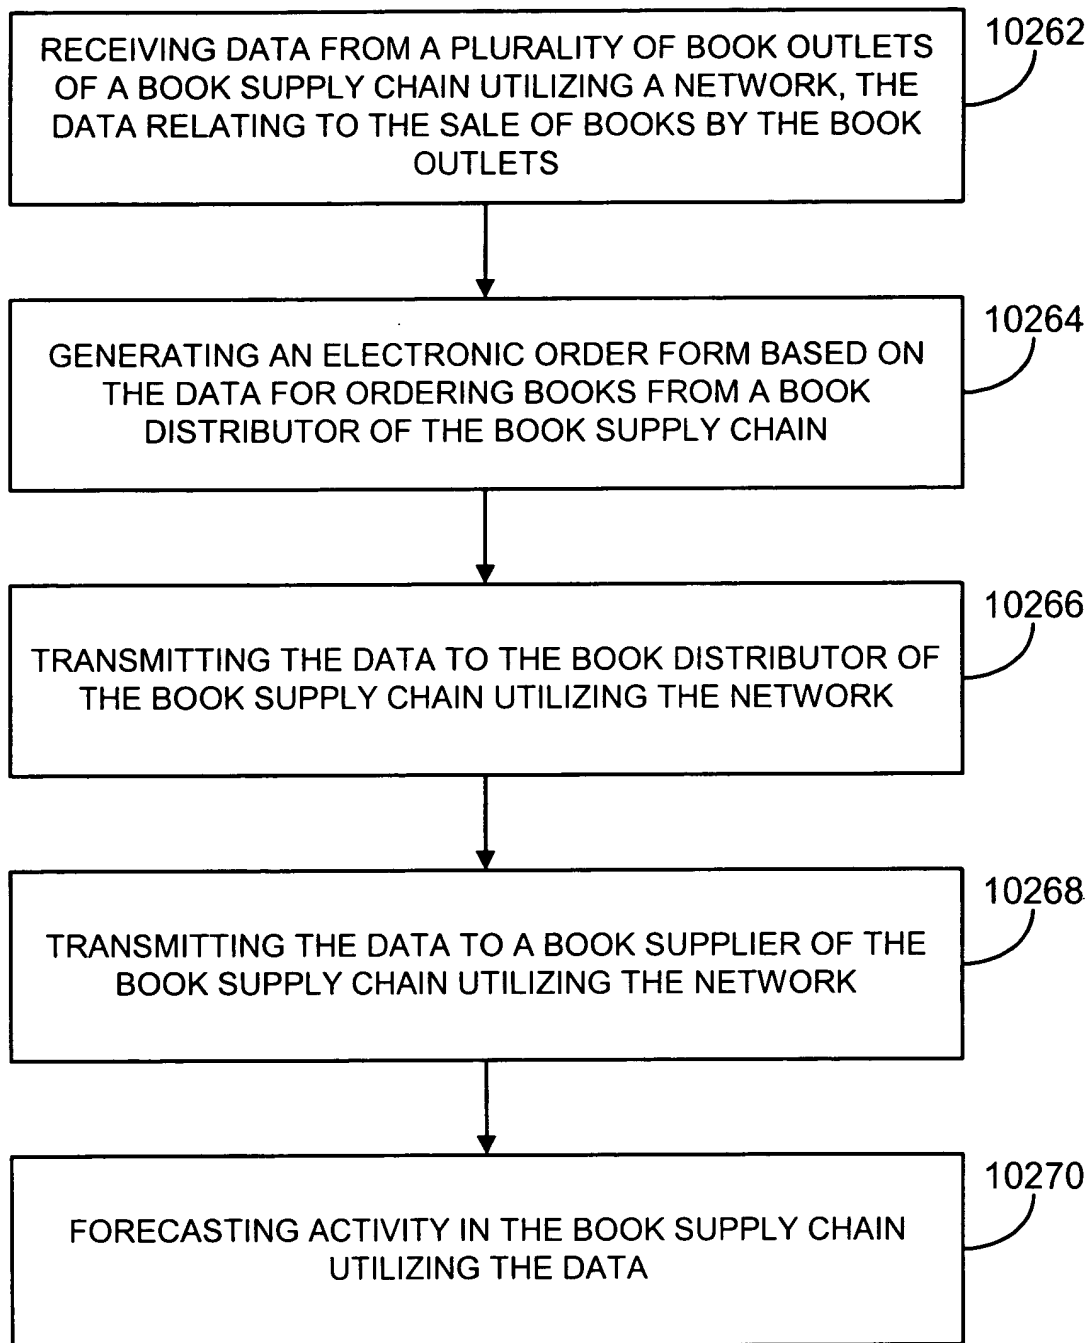 RECEIVING DATA FROM A PLURALITY OF BOOK OUTLETS
OF A BOOK SUPPLY CHAIN UTILIZING A NETWORK, THE
DATA RELATING TO THE SALE OF BOOKS BY THE BOOK
OUTLETS
10262
GENERATING AN ELECTRONIC ORDER FORM BASED ON
THE DATA FOR ORDERING BOOKS FROM A BOOK
DISTRIBUTOR OF THE BOOK SUPPLY CHAIN
10264
TRANSMITTING THE DATA TO THE BOOK DISTRIBUTOR OF
THE BOOK SUPPLY CHAIN UTILIZING THE NETWORK
10266
TRANSMITTING THE DATA TO A BOOK SUPPLIER OF THE
BOOK SUPPLY CHAIN UTILIZING THE NETWORK
10268
FORECASTING ACTIVITY IN THE BOOK SUPPLY CHAIN
UTILIZING THE DATA
10270